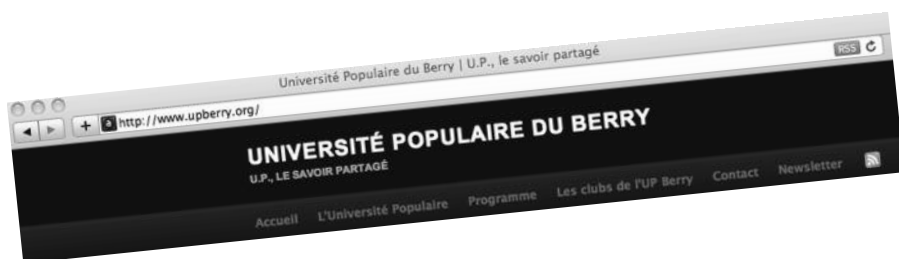 Université Populaire du Berry | U.P., le savoir partagé
http://www.upberry.org/
RSS
UNIVERSITÉ POPULAIRE DU BERRY
U.P., LE SAVOIR PARTAGÉ
Accueil L'Université Populaire Programme Les clubs de l'UP Berry Contact Newsletter